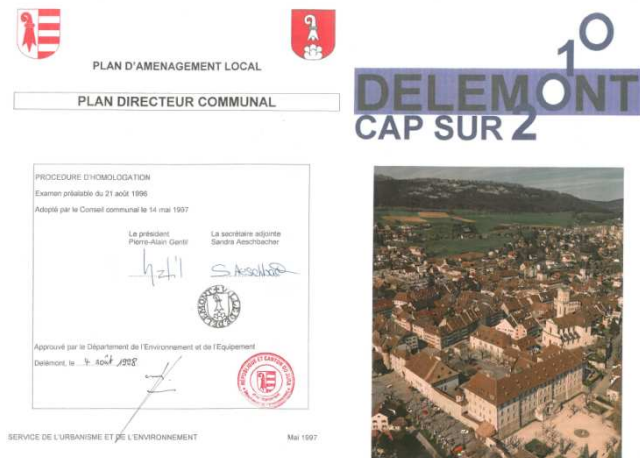 PLAN D'AMENAGEMENT LOCAL
PLAN DIRECTEUR COMMUNAL
PROCEDURE D'HOMOLOGATION
Examen préalable du 21 août 1996
Adopté par le Conseil communal le 14 mai 1997
Le président La secrétaire adjointe
Pierre-Alain Gentil Sandra Aeschbacher
Approuvé par le Département de l'Environnement et de l'Equipement
Delémont, le 4 août 1998
SERVICE DE L'URBANISME ET DE L'ENVIRONNEMENT Mai 1997
1O
DELEMONT
CAP SUR 2